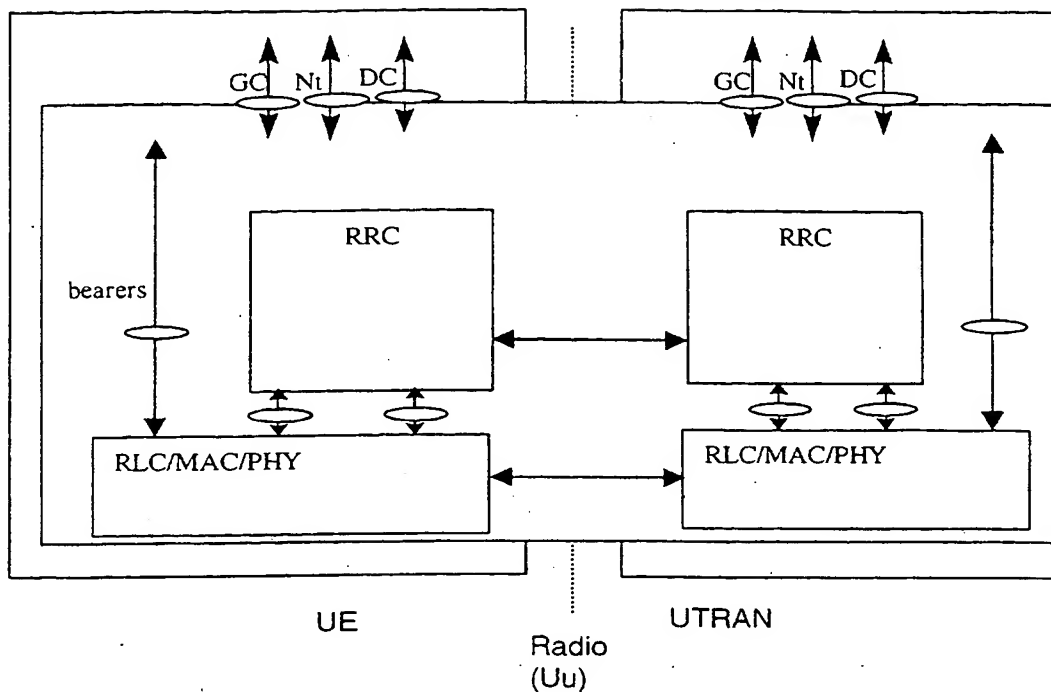 GC Nt DC GC Nt DC
RRC RRC
bearers
RLC/MAC/PHY RLC/MAC/PHY
UE UTRAN
Radio
(Uu)